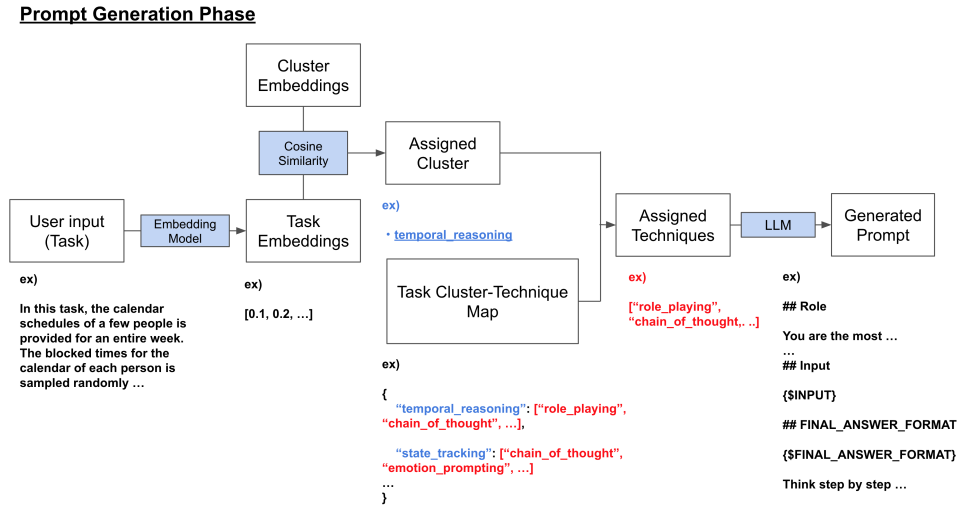 Prompt Generation Phase
Cluster
Embeddings
Cosine
Similarity
Assigned
Cluster
User input
(Task)
Embedding
Model
Task
Embeddings
ex)
・temporal_reasoning
Assigned
Techniques
LLM
Generated
Prompt
Task Cluster-Technique
Map
ex)
In this task, the calendar
schedules of a few people is
provided for an entire week.
The blocked times for the
calendar of each person is
sampled randomly …
ex)
[0.1, 0.2, …]
ex)
{
“temporal_reasoning”: [“role_playing”,
“chain_of_thought”, …],
“state_tracking”: [“chain_of_thought”,
“emotion_prompting”, …]
…
}
ex)
[“role_playing”,
“chain_of_thought,. ..]
ex)
## Role
You are the most …
…
## Input
{$INPUT}
## FINAL_ANSWER_FORMAT
{$FINAL_ANSWER_FORMAT}
Think step by step …